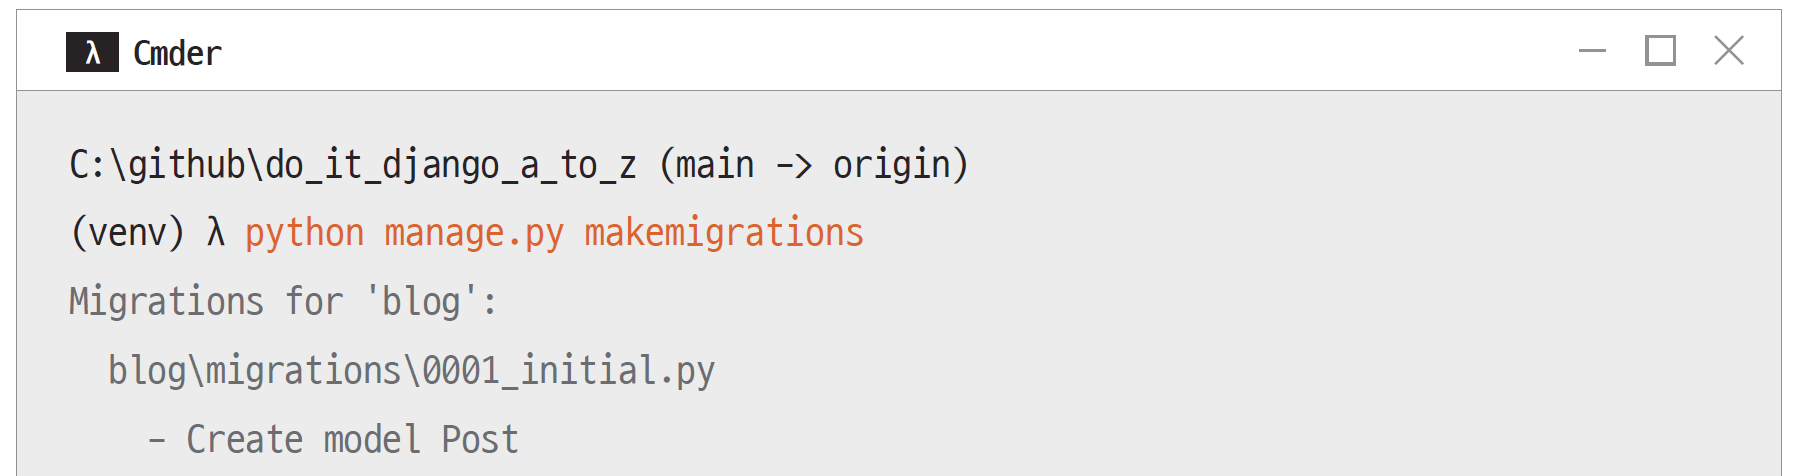 λ Cmder
C:\github\do_it_django_a_to_z (main -> origin)
(venv) λ python manage.py makemigrations
Migrations for 'blog':
  blog\migrations\0001_initial.py
    - Create model Post